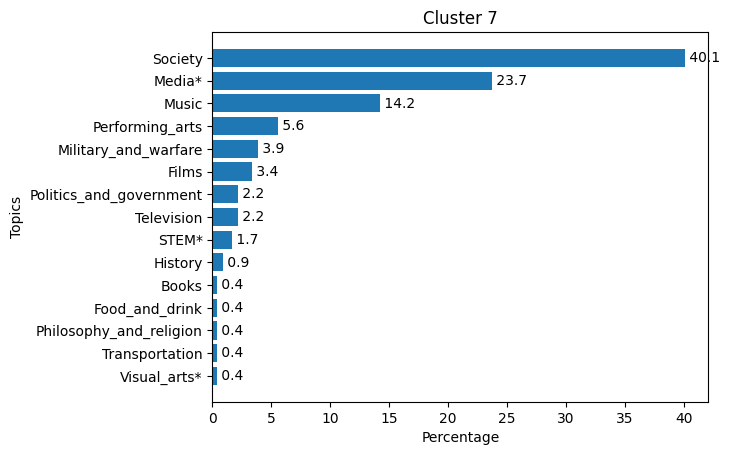 Cluster 7
Topics
Society 40.1
Media* 23.7
Music 14.2
Performing_arts 5.6
Military_and_warfare 3.9
Films 3.4
Politics_and_government 2.2
Television 2.2
STEM* 1.7
History 0.9
Books 0.4
Food_and_drink 0.4
Philosophy_and_religion 0.4
Transportation 0.4
Visual_arts* 0.4
0 5 10 15 20 25 30 35 40
Percentage